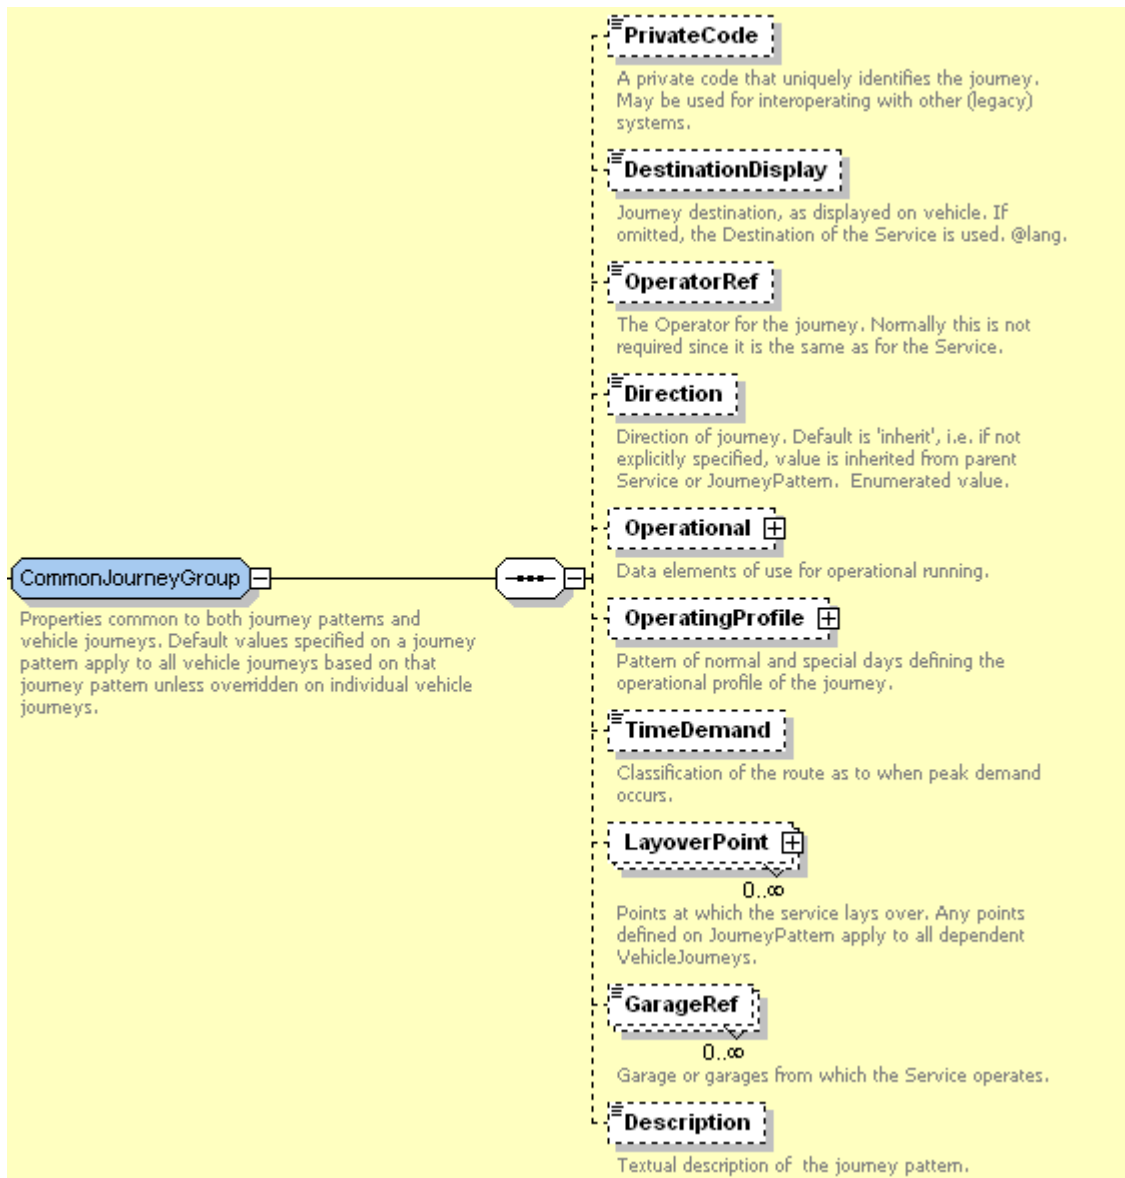 PrivateCode
A private code that uniquely identifies the journey.
May be used for interoperating with other (legacy)
systems.
DestinationDisplay
Journey destination, as displayed on vehicle. If
omitted, the Destination of the Service is used. @lang.
OperatorRef
The Operator for the journey. Normally this is not
required since it is the same as for the Service.
Direction
Direction of journey. Default is 'inherit', i.e. if not
explicitly specified, value is inherited from parent
Service or JourneyPattern.  Enumerated value.
Operational
Data elements of use for operational running.
CommonJourneyGroup
Properties common to both journey patterns and
vehicle journeys. Default values specified on a journey
pattern apply to all vehicle journeys based on that
journey pattern unless overridden on individual vehicle
journeys.
OperatingProfile
Pattern of normal and special days defining the
operational profile of the journey.
TimeDemand
Classification of the route as to when peak demand
occurs.
LayoverPoint
0..∞
Points at which the service lays over. Any points
defined on JourneyPattern apply to all dependent
VehicleJourneys.
GarageRef
0..∞
Garage or garages from which the Service operates.
Description
Textual description of  the journey pattern.